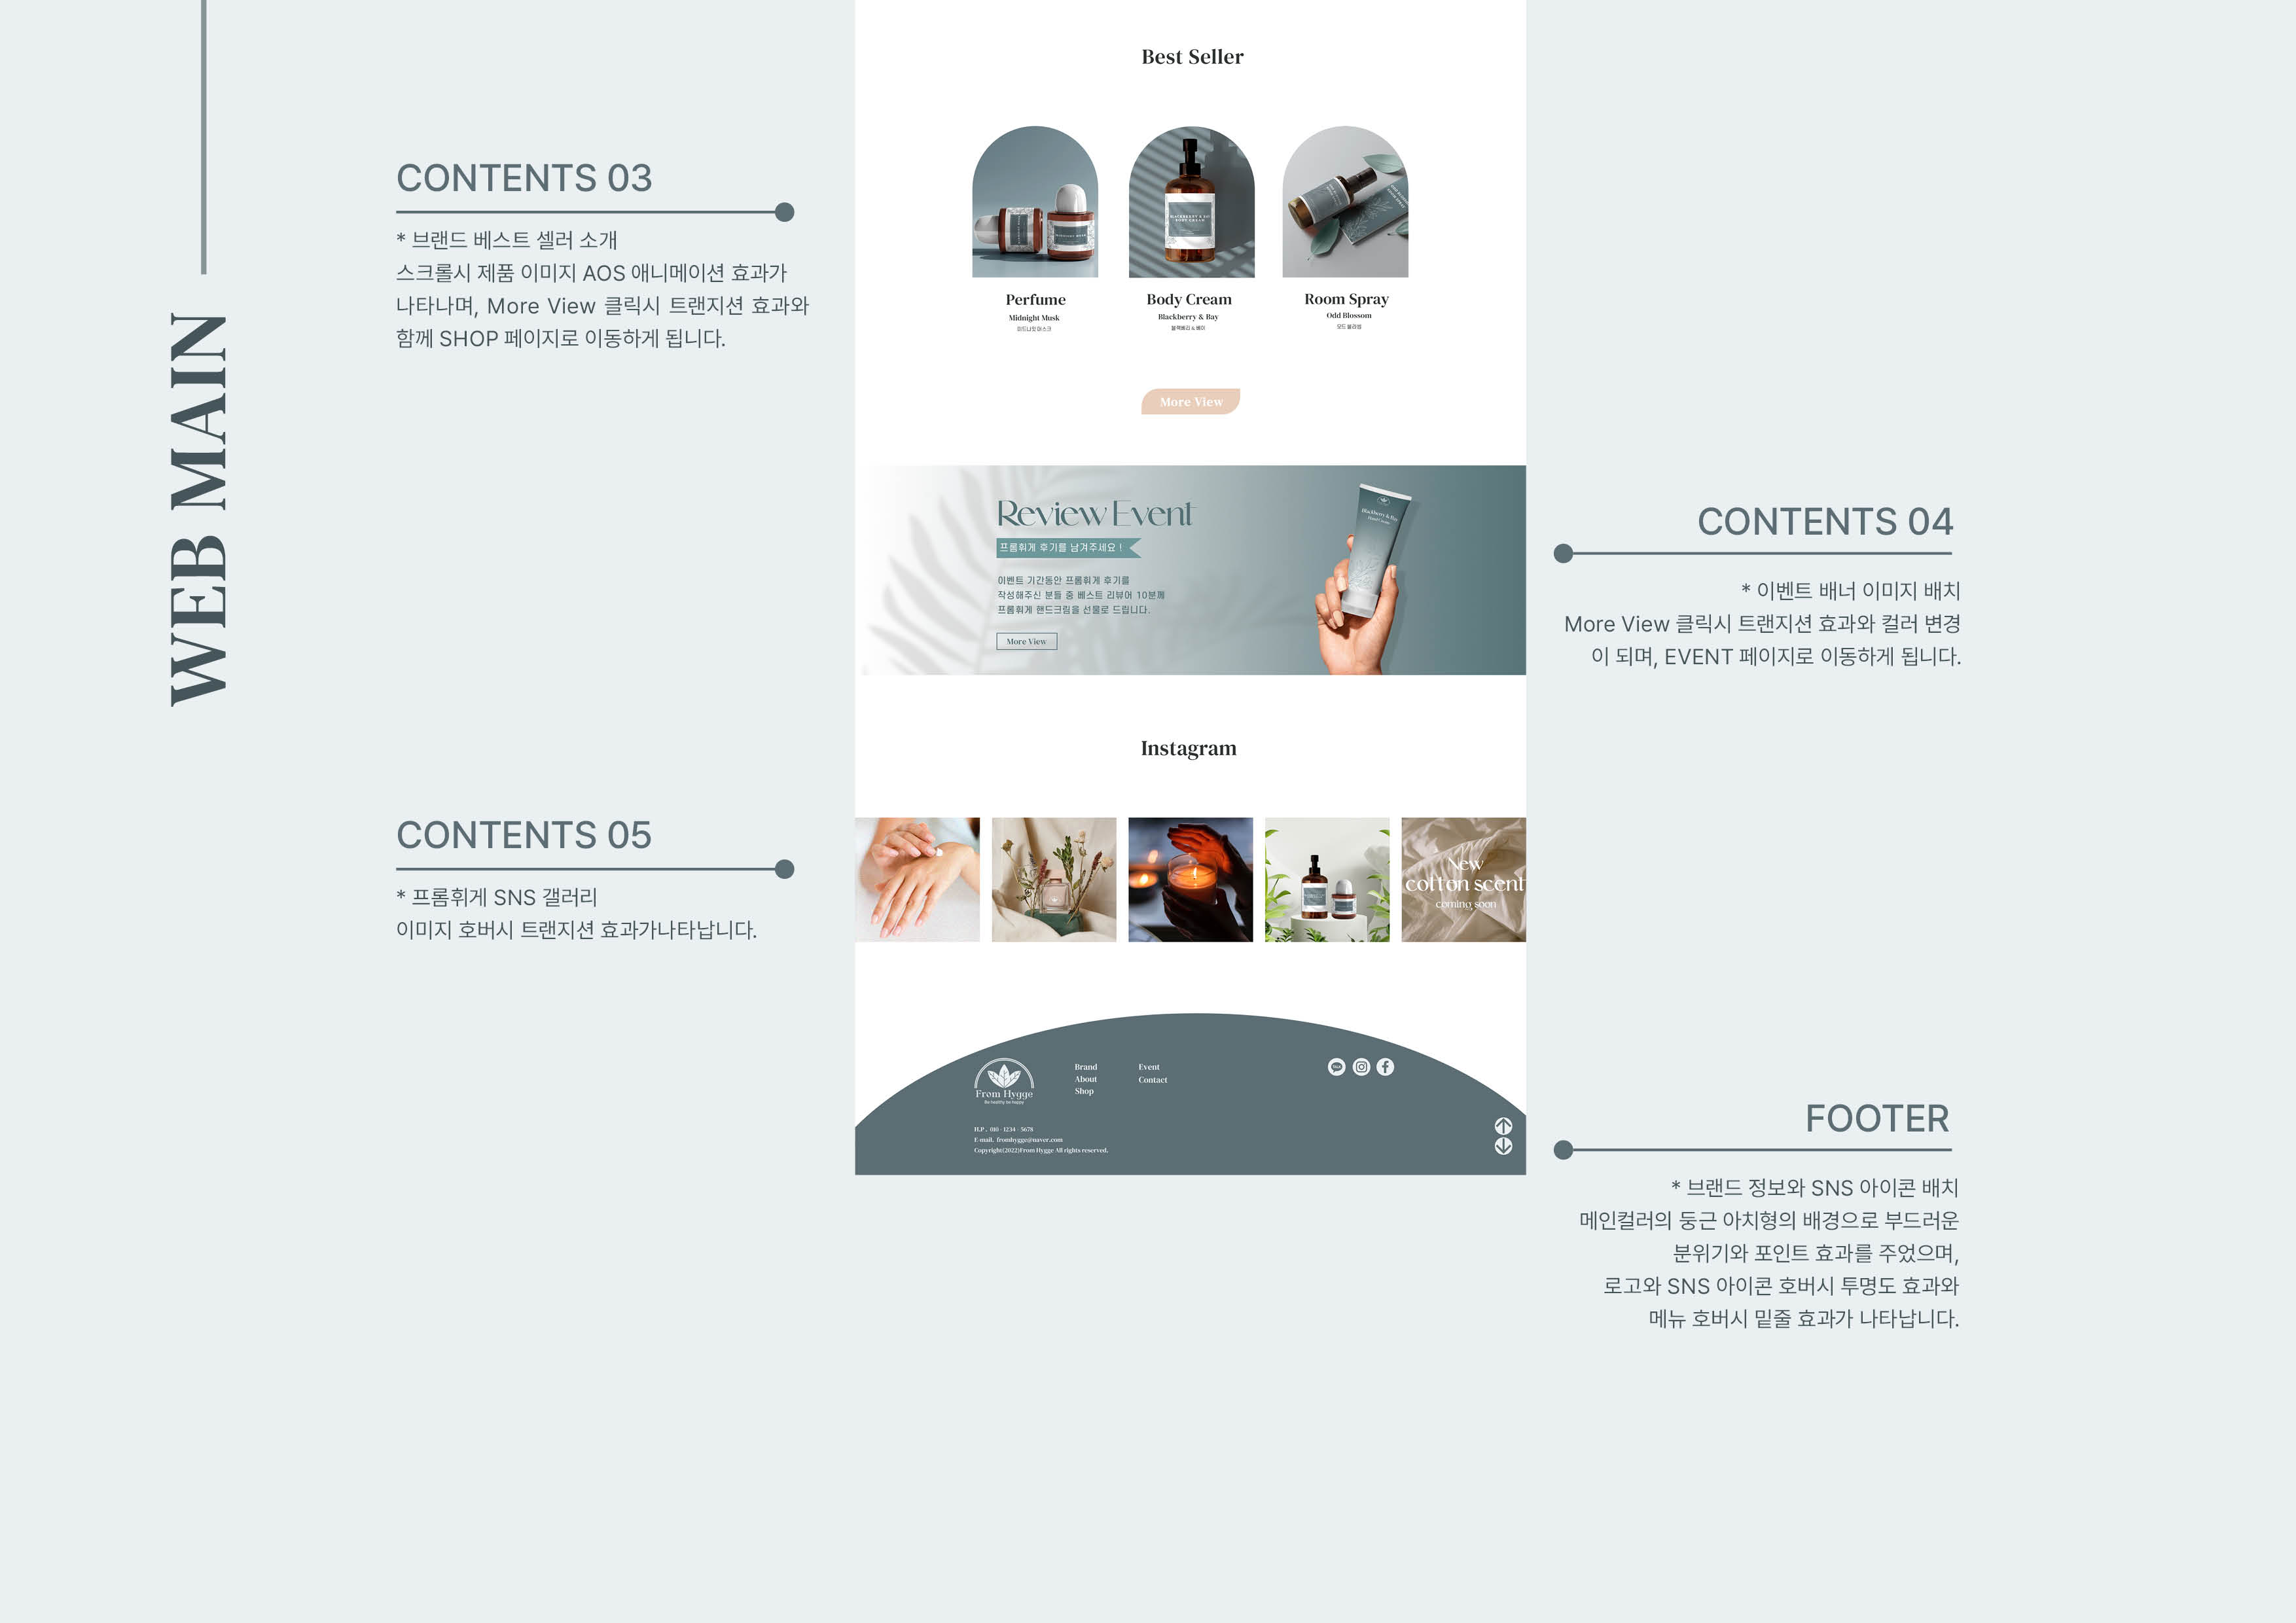 WEB MAIN
CONTENTS 03
* 브랜드 베스트 셀러 소개
스크롤시 제품 이미지 AOS 애니메이션 효과가
나타나며, More View 클릭시 트랜지션 효과와
함께 SHOP 페이지로 이동하게 됩니다.
Best Seller
Perfume
Midnight Musk
미드나잇 머스크
Body Cream
Blackberry & Bay
블랙베리 & 베이
Room Spray
Odd Blossom
오드 블러썸
More View
Review Event
프롬휘게 후기를 남겨주세요 !
이벤트 기간동안 프롬휘게 후기를
작성해주신 분들 중 베스트 리뷰어 10분께
프롬휘게 핸드크림을 선물로 드립니다.
More View
Blackberry & Bay
Hand Cream
CONTENTS 04
* 이벤트 배너 이미지 배치
More View 클릭시 트랜지션 효과와 컬러 변경
이 되며, EVENT 페이지로 이동하게 됩니다.
Instagram
New
cotton scent
coming soon
CONTENTS 05
* 프롬휘게 SNS 갤러리
이미지 호버시 트랜지션 효과가나타납니다.
From Hygge
Be healthy be happy
Brand
About
Shop
Event
Contact
H.P . 010 - 1234 - 5678
E-mail. fromhygge@naver.com
Copyright(2022)From Hygge All rights reserved.
FOOTER
* 브랜드 정보와 SNS 아이콘 배치
메인컬러의 둥근 아치형의 배경으로 부드러운
분위기와 포인트 효과를 주었으며,
로고와 SNS 아이콘 호버시 투명도 효과와
메뉴 호버시 밑줄 효과가 나타납니다.